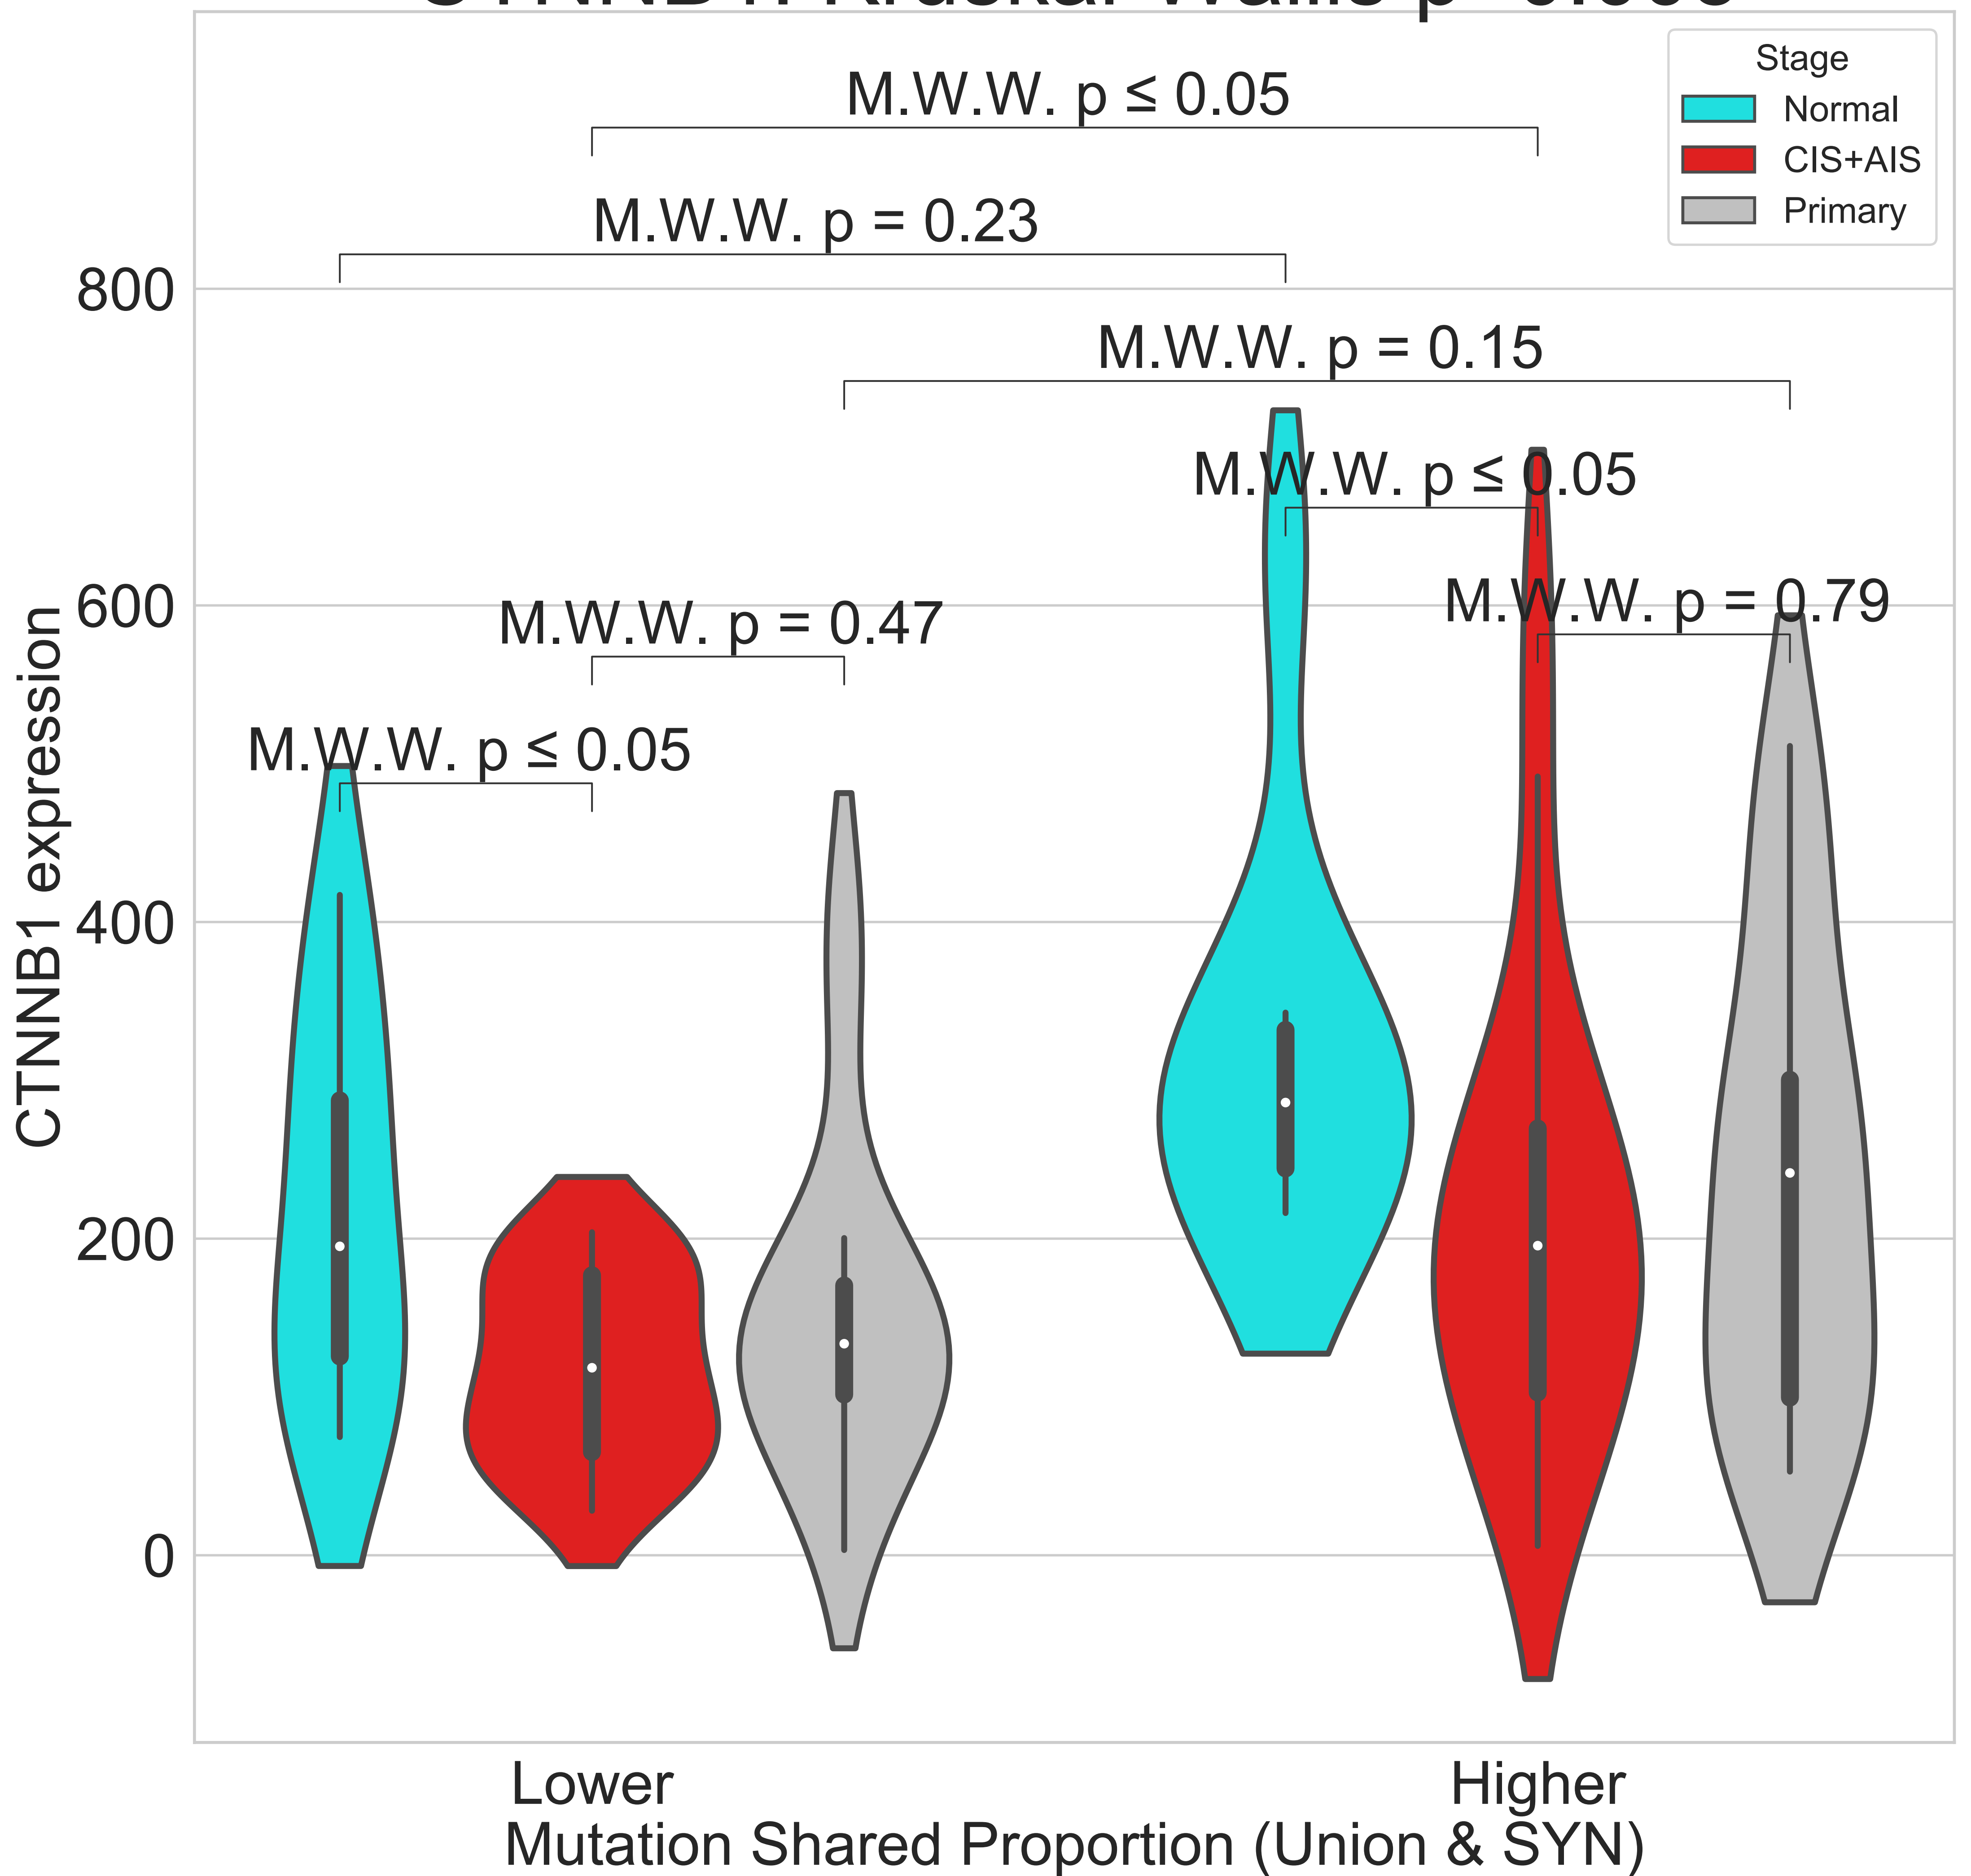 Stage
Normal
CIS+AIS
Primary
M.W.W. p ≤ 0.05
M.W.W. p = 0.23
M.W.W. p = 0.15
M.W.W. p ≤ 0.05
M.W.W. p = 0.79
M.W.W. p = 0.47
M.W.W. p ≤ 0.05
CTNNB1 expression
800
600
400
200
0
Lower
Higher
Mutation Shared Proportion (Union & SYN)